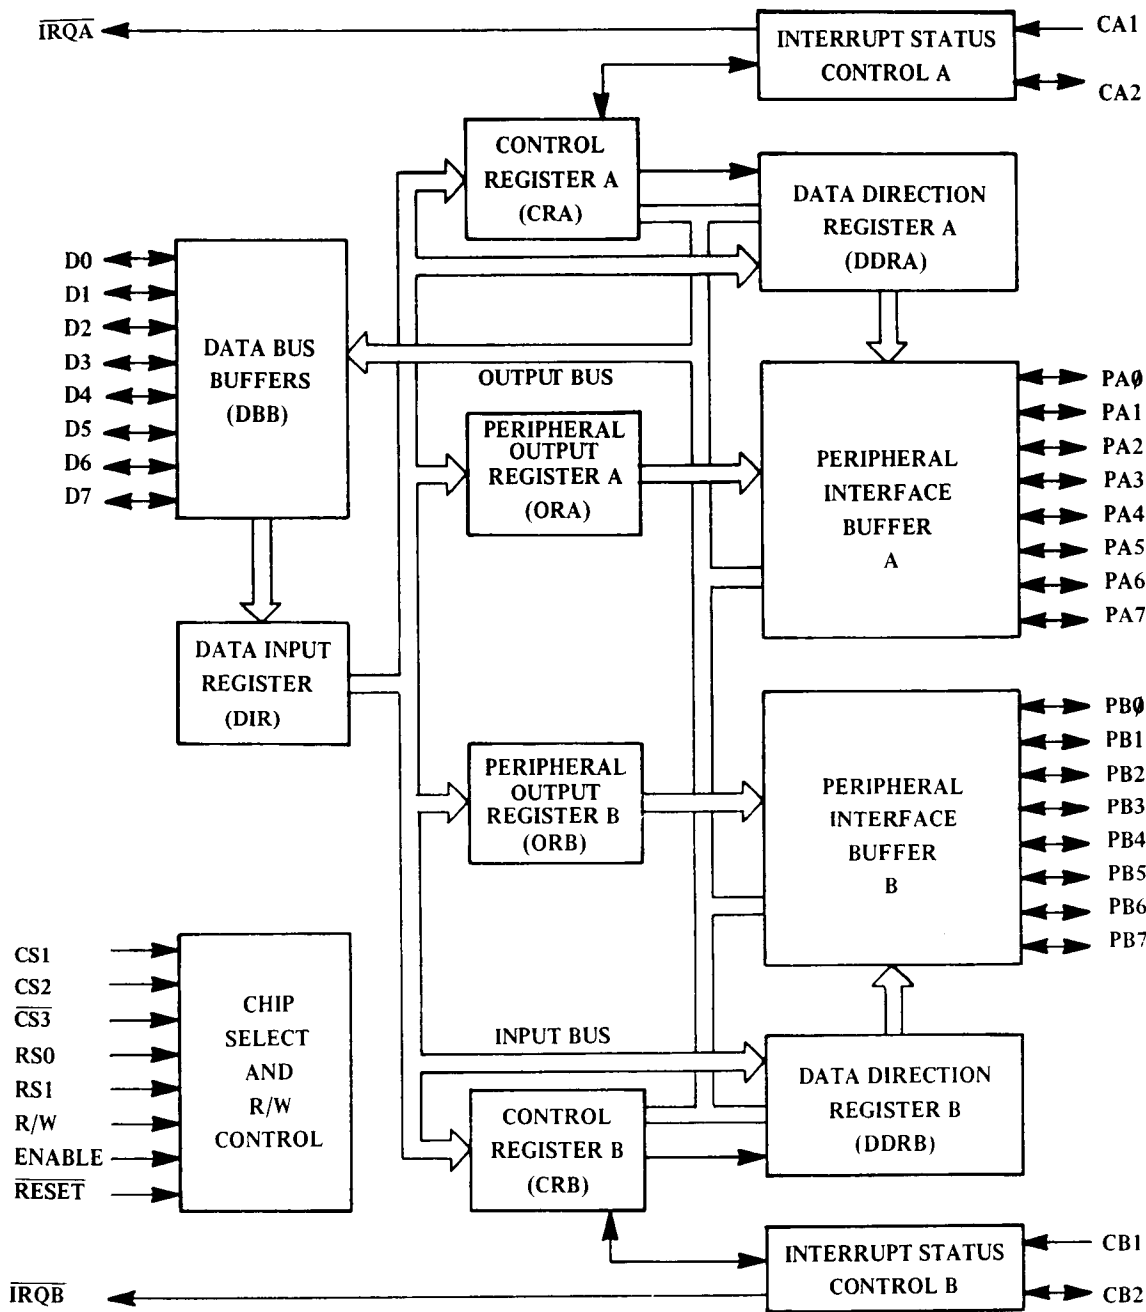 IRQA
INTERRUPT STATUS
CONTROL A
CA1
CA2
CONTROL
REGISTER A
(CRA)
DATA DIRECTION
REGISTER A
(DDRA)
D0
D1
D2
D3
D4
D5
D6
D7
DATA BUS
BUFFERS
(DBB)
OUTPUT BUS
PERIPHERAL
OUTPUT
REGISTER A
(ORA)
PERIPHERAL
INTERFACE
BUFFER
A
PA0
PA1
PA2
PA3
PA4
PA5
PA6
PA7
DATA INPUT
REGISTER
(DIR)
PERIPHERAL
OUTPUT
REGISTER B
(ORB)
PERIPHERAL
INTERFACE
BUFFER
B
PB0
PB1
PB2
PB3
PB4
PB5
PB6
PB7
CS1
CS2
CS3
RS0
RS1
R/W
ENABLE
RESET
CHIP
SELECT
AND
R/W
CONTROL
INPUT BUS
CONTROL
REGISTER B
(CRB)
DATA DIRECTION
REGISTER B
(DDRB)
INTERRUPT STATUS
CONTROL B
CB1
CB2
IRQB